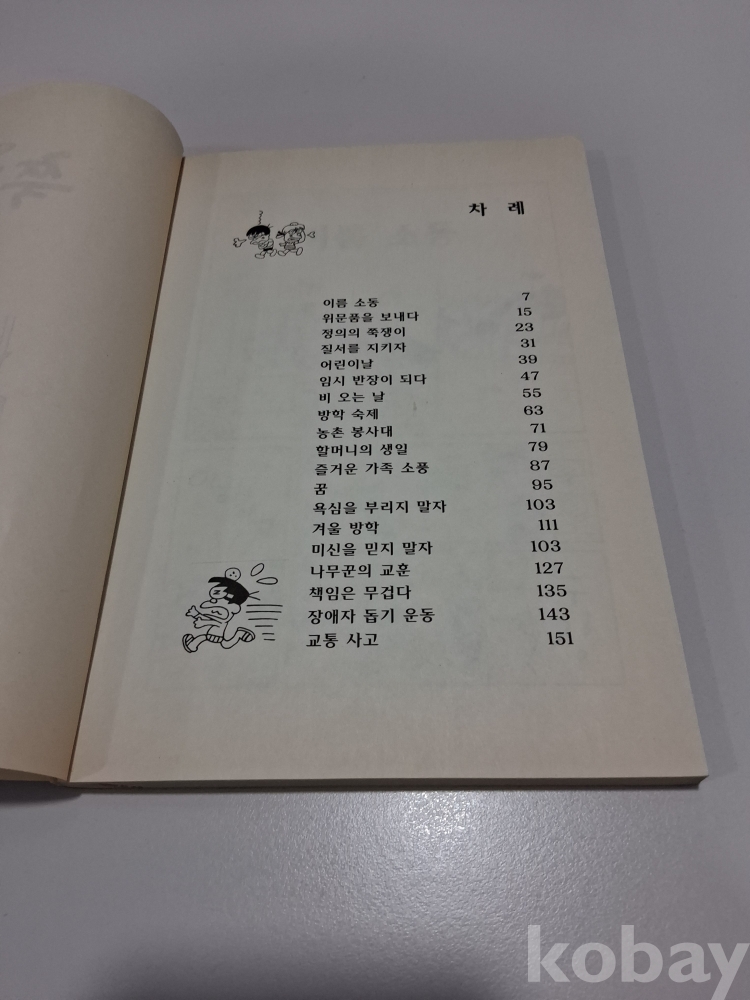 차 례
이름 소동 7
위문품을 보내다 15
정의의 쭉쟁이 23
질서를 지키자 31
어린이날 39
임시 반장이 되다 47
비 오는 날 55
방학 숙제 63
농촌 봉사대 71
할머니의 생일 79
즐거운 가족 소풍 87
꿈 95
욕심을 부리지 말자 103
겨울 방학 111
미신을 믿지 말자 103
나무꾼의 교훈 127
책임은 무겁다 135
장애자 돕기 운동 143
교통 사고 151
kobay